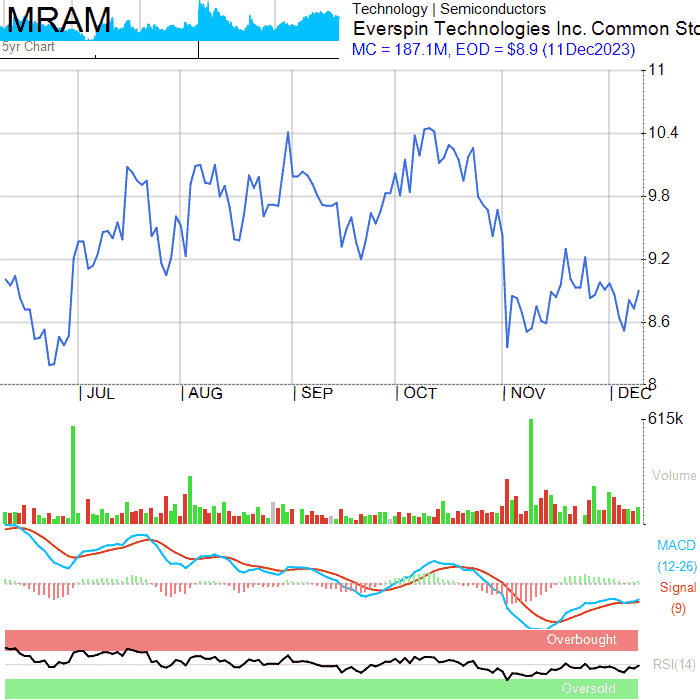 MRAM
5yr Chart
Technology | Semiconductors
Everspin Technologies Inc. Common Sto
MC = 187.1M, EOD = $8.9 (11Dec2023)
11
10.4
9.8
9.2
8.6
8
JUL AUG SEP OCT NOV DEC
615k
Volume
MACD
(12-26)
Signal
(9)
Overbought
RSI(14)
Oversold